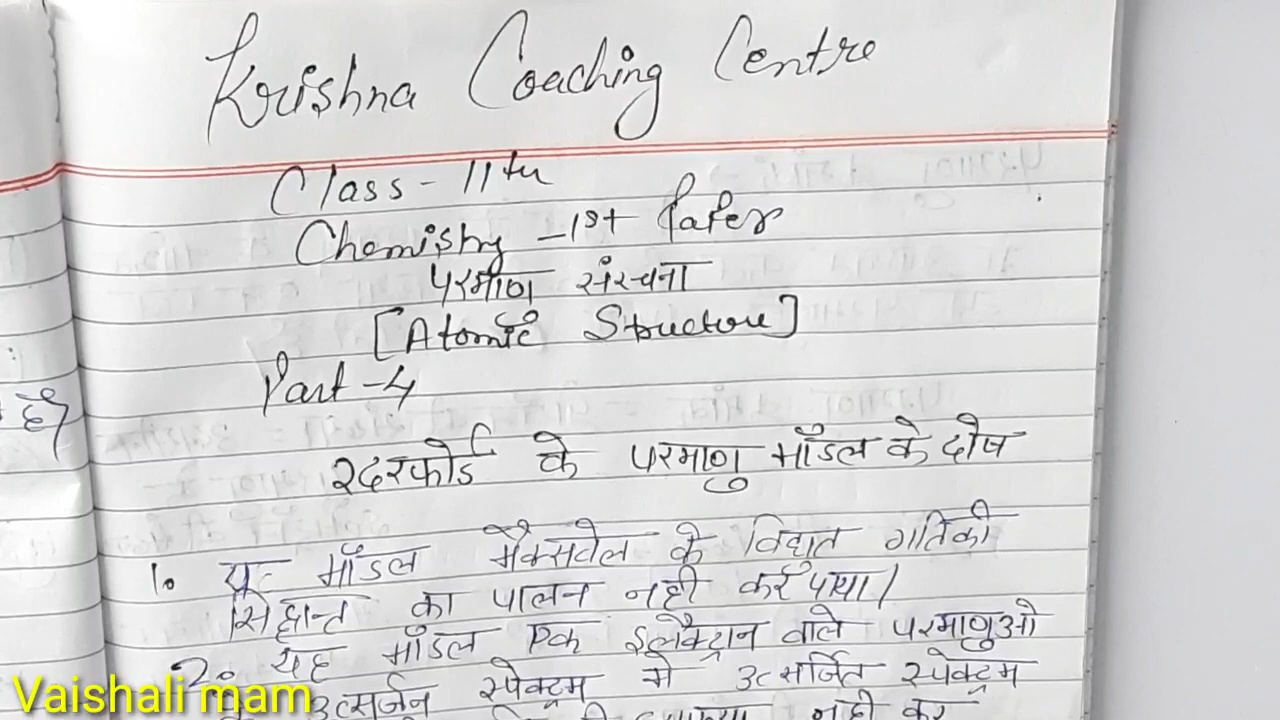 Krishna Coaching Centre
Class - 11th
Chemistry - 1st Paper
परमाणु संरचना
[Atomic Structure]
Part - 4
रदरफोर्ड के परमाणु मॉडल के दोष
1. यह मॉडल मैक्सवेल के विद्युत गतिकी
सिद्धान्त का पालन नही कर पाया।
2. यह मॉडल एक इलैक्ट्रान वाले परमाणुओ
के उत्सर्जन स्पेक्ट्रम मे उत्सर्जित स्पेक्ट्रम
नही कर
है।
Vaishali mam